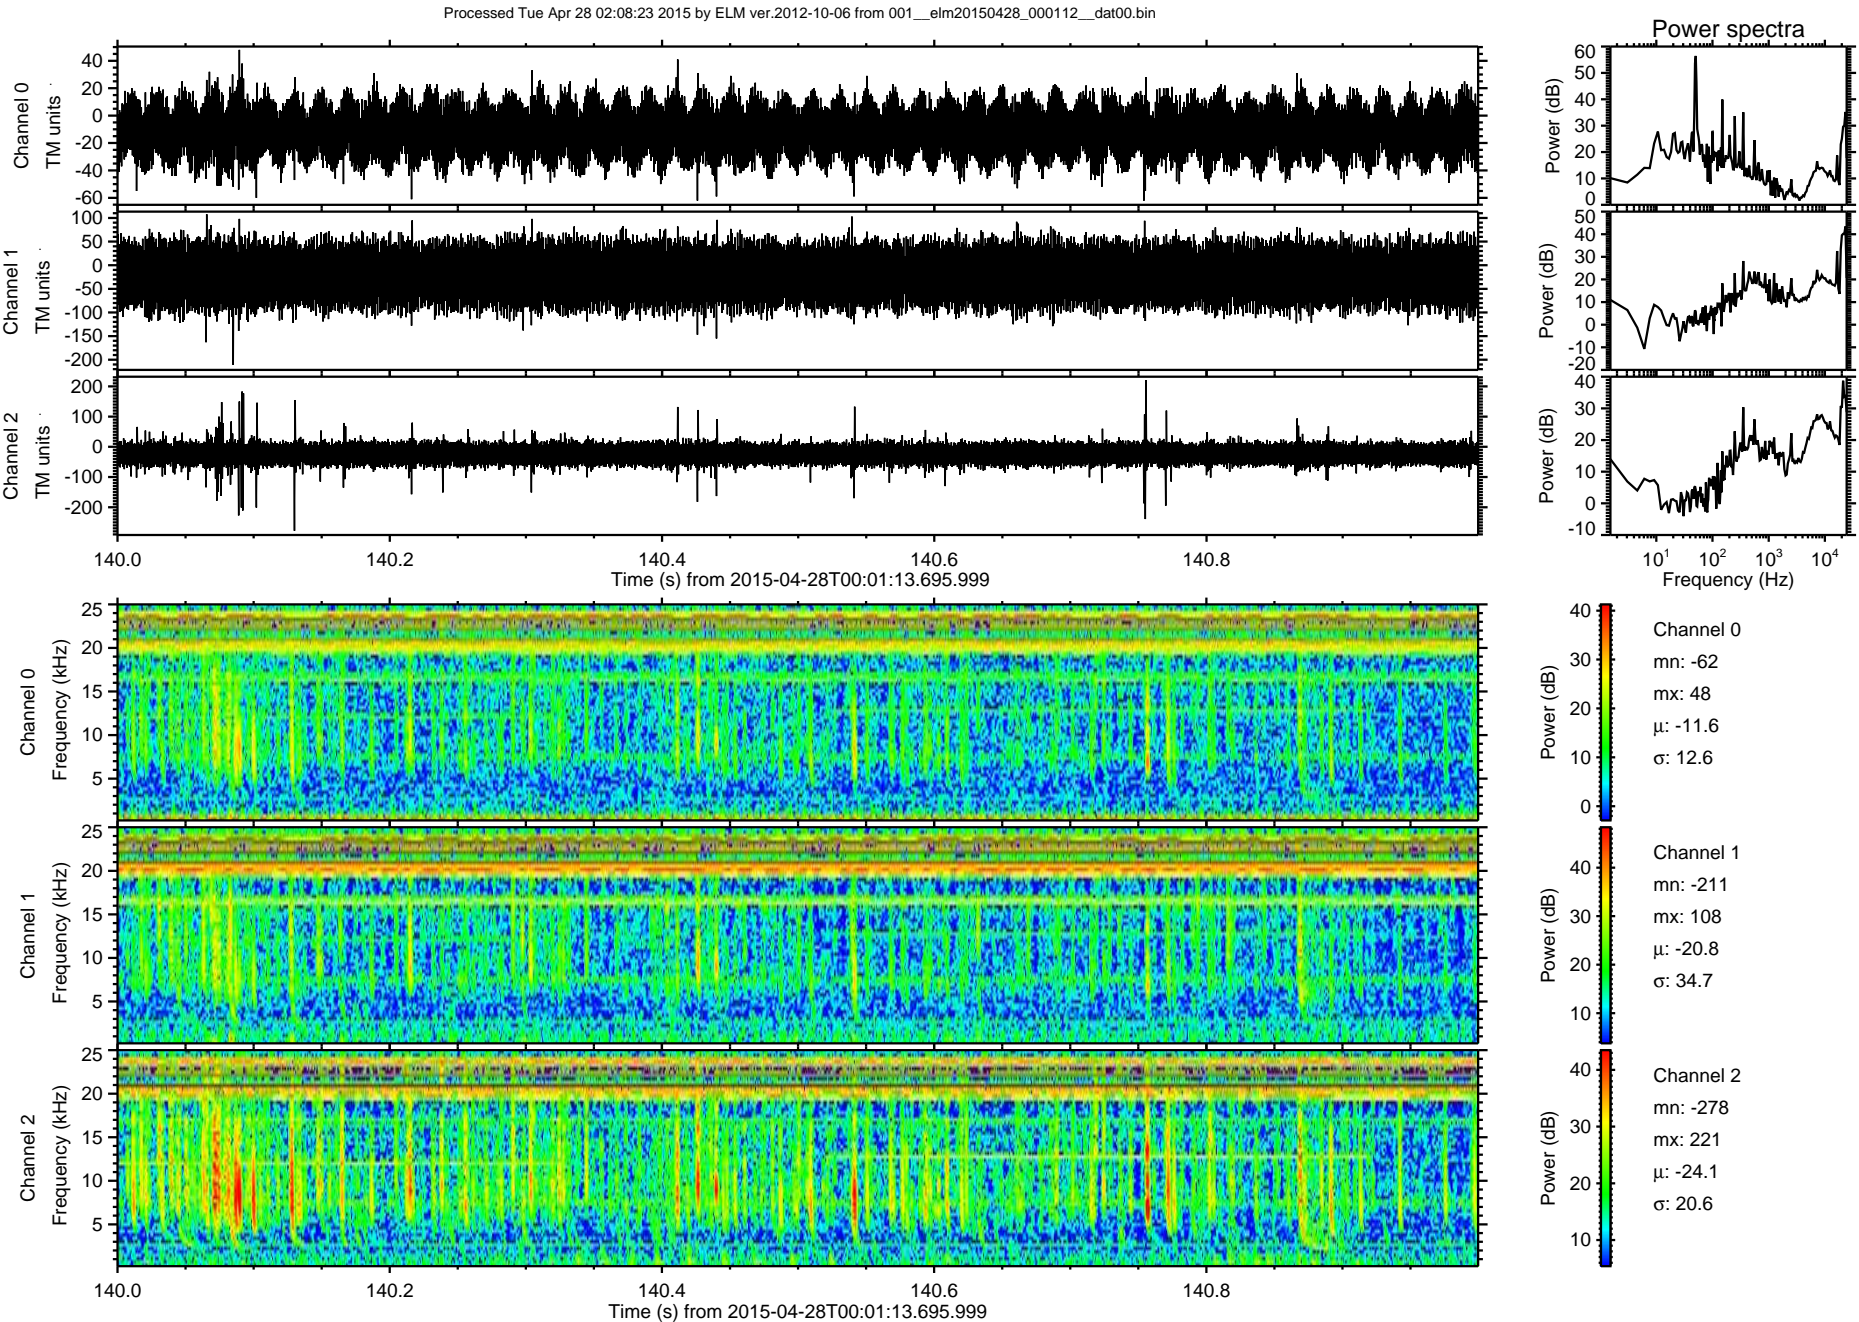 Processed Tue Apr 28 02:08:23 2015 by ELM ver.2012-10-06 from 001__elm20150428_000112__dat00.bin
Power spectra
Channel 0
TM units
40
20
0
-20
-40
-60
Power (dB)
60
50
40
30
20
10
0
Channel 1
TM units
100
50
0
-50
-100
-150
-200
Power (dB)
50
40
30
20
10
0
-10
-20
Channel 2
TM units
200
100
0
-100
-200
Power (dB)
40
30
20
10
0
-10
140.0 140.2 140.4 140.6 140.8
Time (s) from 2015-04-28T00:01:13.695.999
10¹ 10² 10³ 10⁴
Frequency (Hz)
Channel 0
Frequency (kHz)
25
20
15
10
5
Power (dB)
40
30
20
10
0
Channel 0
mn: -62
mx: 48
μ: -11.6
σ: 12.6
Channel 1
Frequency (kHz)
25
20
15
10
5
Power (dB)
40
30
20
10
Channel 1
mn: -211
mx: 108
μ: -20.8
σ: 34.7
Channel 2
Frequency (kHz)
25
20
15
10
5
Power (dB)
40
30
20
10
Channel 2
mn: -278
mx: 221
μ: -24.1
σ: 20.6
140.0 140.2 140.4 140.6 140.8
Time (s) from 2015-04-28T00:01:13.695.999